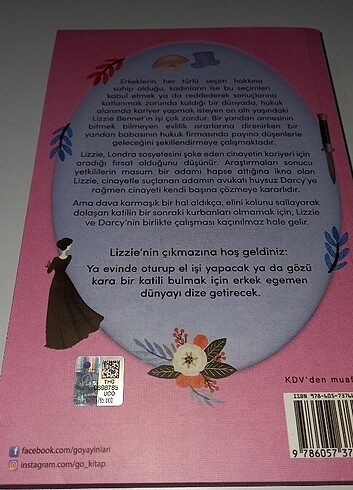 Erkeklerin her türlü seçim hakkına
sahip olduğu, kadınların ise bu seçimleri
kabul etmek ya da reddederek sonuçlarına
katlanmak zorunda kaldığı bir dünyada, hukuk
alanında kariyer yapmak isteyen on altı yaşındaki
Lizzie Bennet'ın işi çok zordur. Bir yandan annesinin
bitmek bilmeyen evlilik ısrarlarına direnirken bir
yandan babasının hukuk firmasında payına düşenlerle
geleceğini şekillendirmeye çalışmaktadır.
Lizzie, Londra sosyetesini şoke eden cinayetin kariyeri için
aradığı fırsat olduğunu düşünür. Araştırmaları sonucu
yetkililerin masum bir adamı hapse attığına ikna olan
Lizzie, cinayetle suçlanan adamın avukatı huysuz Darcy'ye
rağmen cinayeti kendi başına çözmeye kararlıdır.
Ama dava karmaşık bir hal aldıkça, elini kolunu sallayarak
dolaşan katilin bir sonraki kurbanları olmamak için, Lizzie
ve Darcy'nin birlikte çalışması kaçınılmaz hale gelir.
Lizzie'nin çıkmazına hoş geldiniz:
Ya evinde oturup el işi yapacak ya da gözü
kara bir katili bulmak için erkek egemen
dünyayı dize getirecek.
THG
UCO
KDV'den muaf
ISBN 978-605-737
9 786057 37
facebook.com/goyayinlari
instagram.com/go_kitap